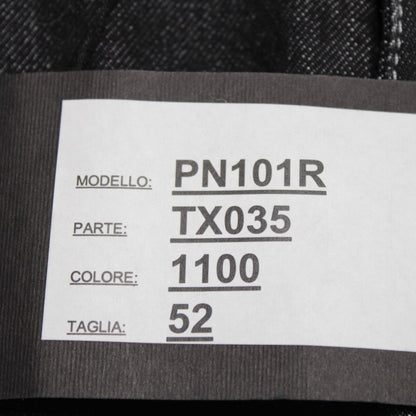 MODELLO: PN101R
PARTE: TX035
COLORE: 1100
TAGLIA: 52